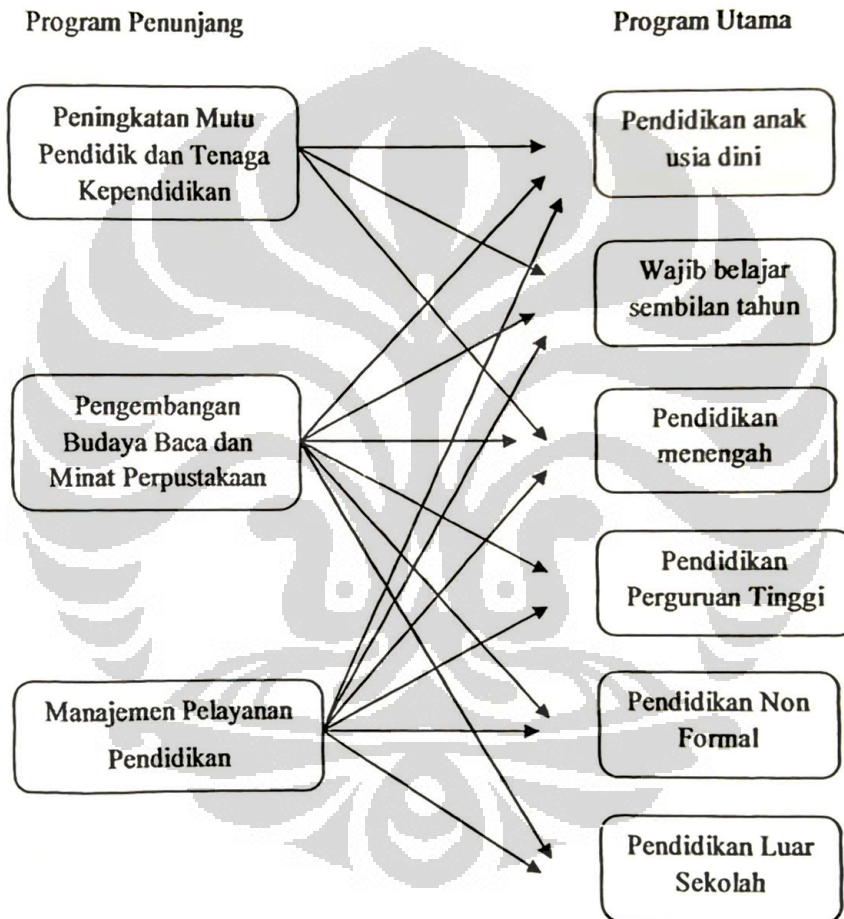 Program Penunjang
Program Utama
Peningkatan Mutu
Pendidik dan Tenaga
Kependidikan
Pengembangan
Budaya Baca dan
Minat Perpustakaan
Manajemen Pelayanan
Pendidikan
Pendidikan anak
usia dini
Wajib belajar
sembilan tahun
Pendidikan
menengah
Pendidikan
Perguruan Tinggi
Pendidikan Non
Formal
Pendidikan Luar
Sekolah